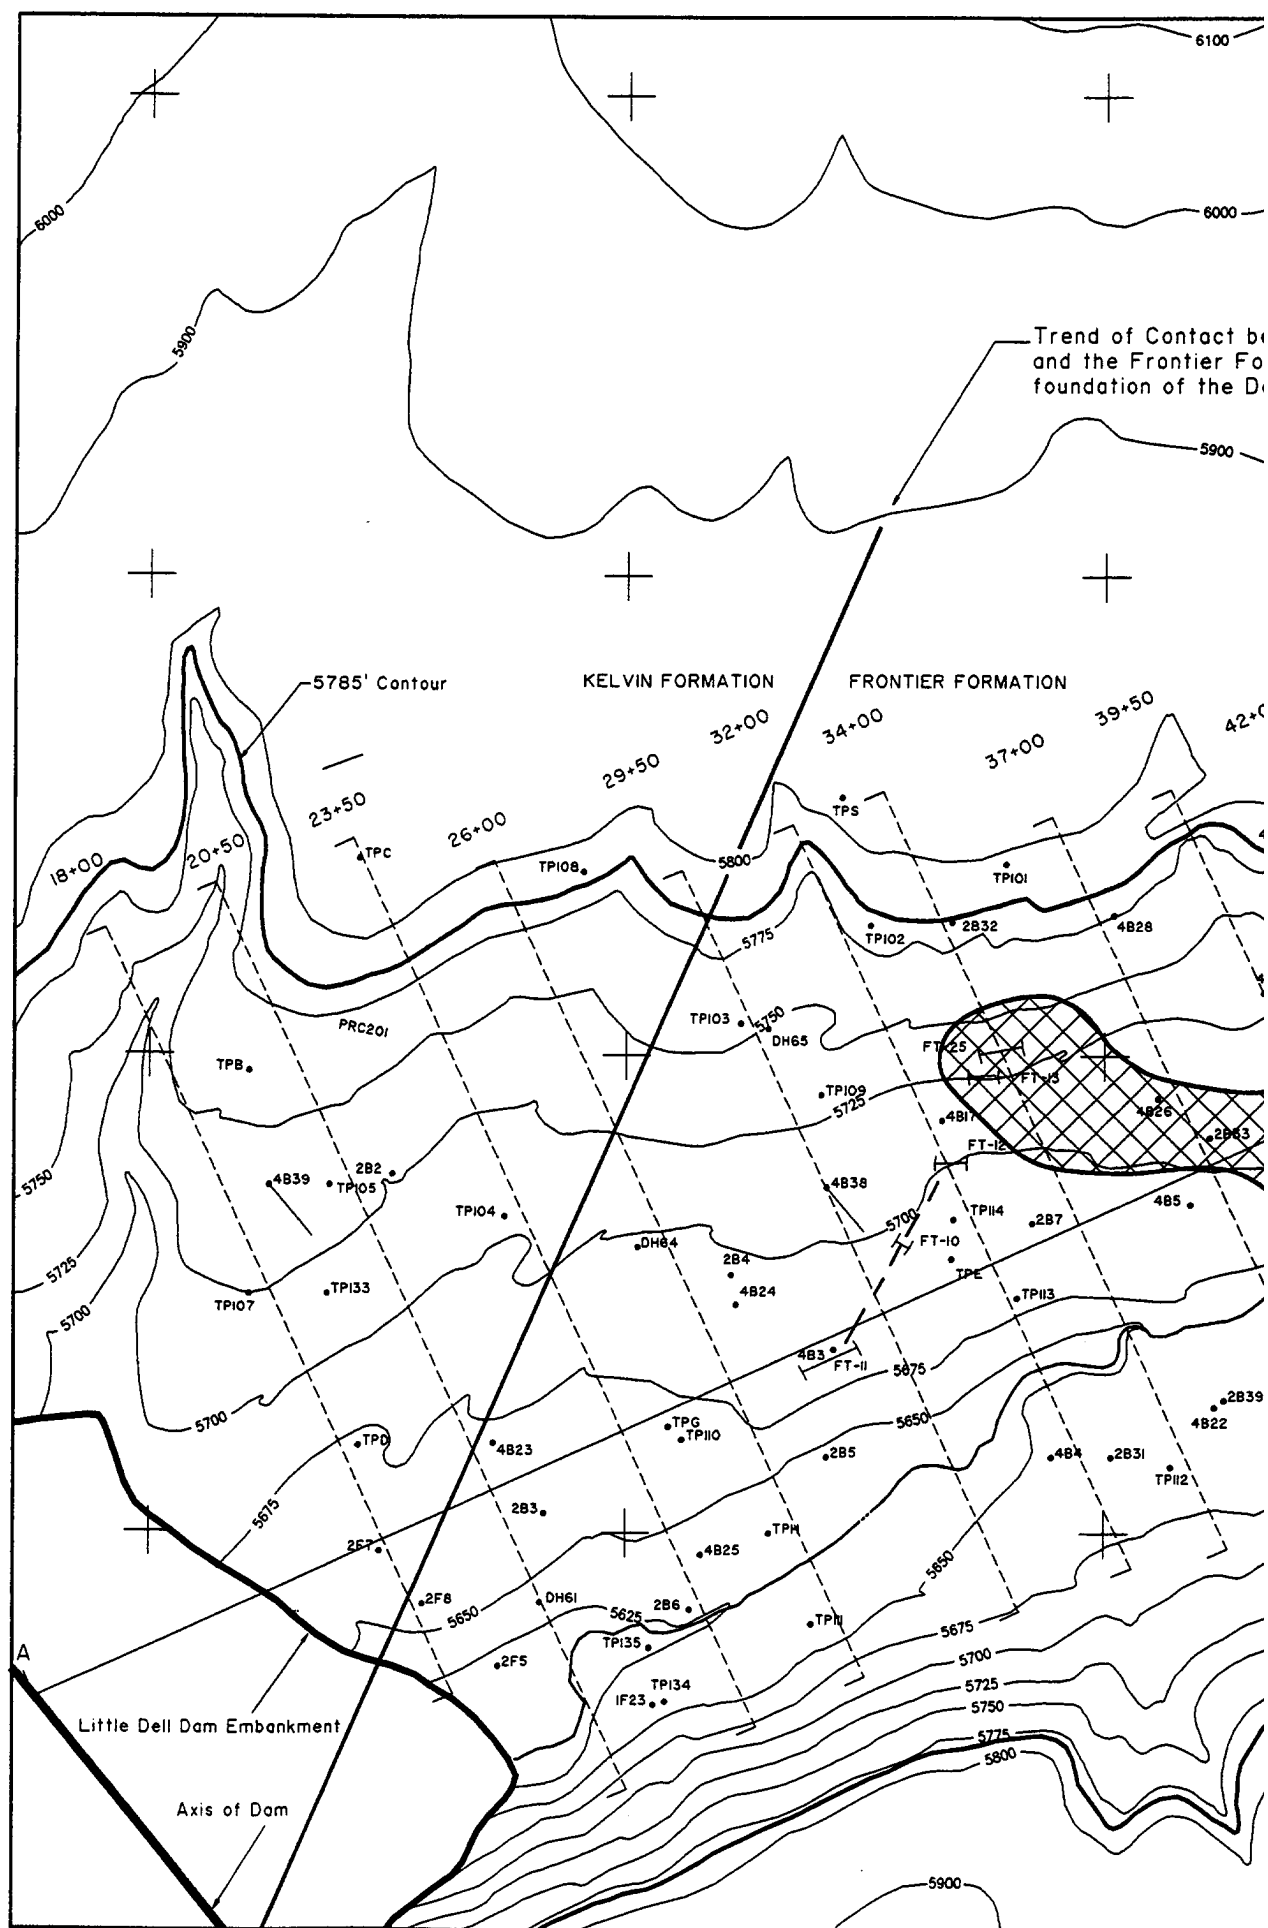 6100
6000
6000
5900
Trend of Contact be
and the Frontier Fo
foundation of the D
5900
5785' Contour
KELVIN FORMATION
FRONTIER FORMATION
39+50
42+
32+00
34+00
37+00
29+50
23+50
26+00
TPS
20+50
18+00
TPC
5800
TP108
TP101
4B28
2B32
TP102
5775
PRC201
TP103
5750
DH65
FT-25
FT-13
TPB
TP109
5725
4B26
4B17
2B33
FT-12
5750
2B2
4B39
TP105
4B38
4B5
TP104
5700
TP114
2B7
FT-10
DH64
2B4
TPE
5725
4B24
TP133
TP107
TP113
5700
4B3
FT-11
5675
2B39
4B22
5700
5650
TPG
TP110
TPD
4B23
2B5
4B4
2B31
TP112
5675
2B3
TPH
2F7
4B25
5650
2F8
DH61
5650
5625
2B6
TP111
TP135
5675
A
2F5
5700
TP134
1F23
5725
5750
Little Dell Dam Embankment
5775
5800
Axis of Dam
5900